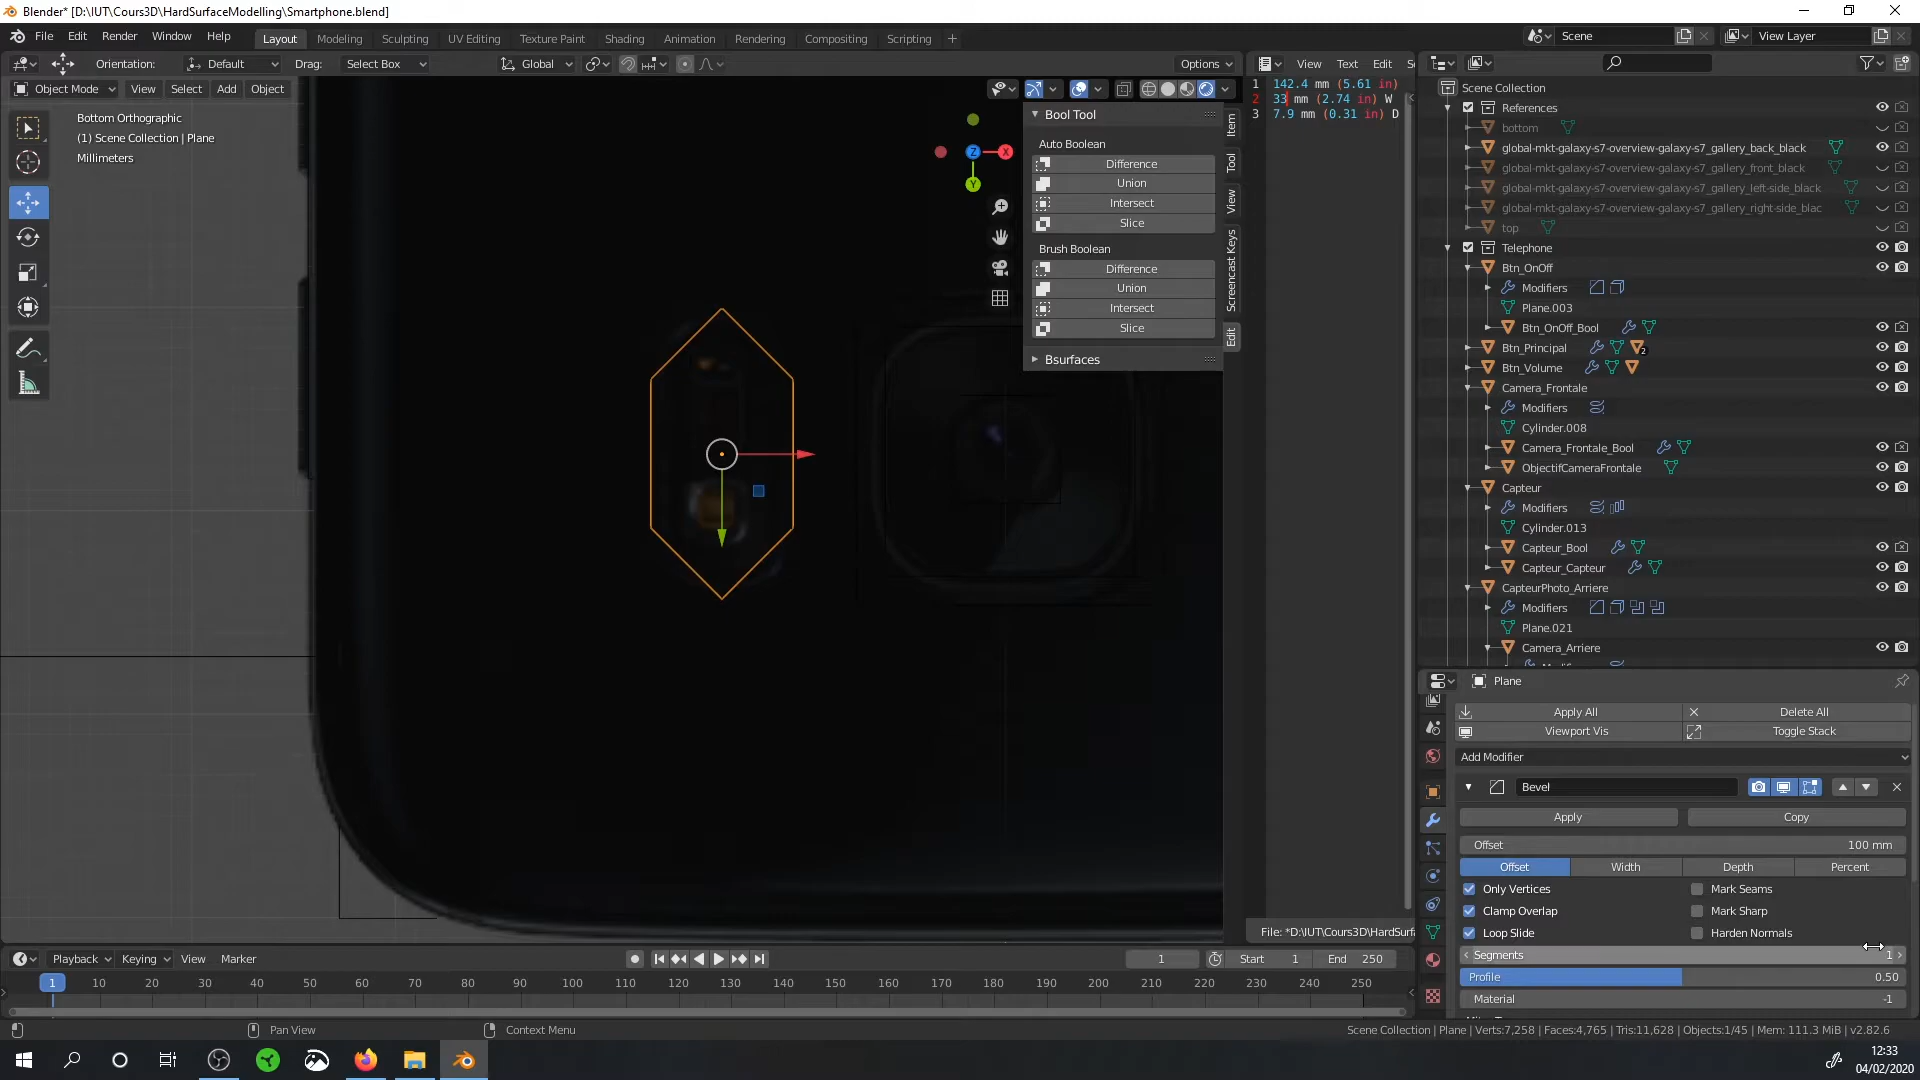 Blender* [D:\IUT\Cours3D\HardSurfaceModelling\Smartphone.blend]
File Edit Render Window Help
Layout Modeling Sculpting UV Editing Texture Paint Shading Animation Rendering Compositing Scripting +
Scene View Layer
Orientation: Default Drag: Select Box Global Options
View Text Edit
Object Mode View Select Add Object
Bottom Orthographic
(1) Scene Collection | Plane
Millimeters
X
Y
Z
Bool Tool
Auto Boolean
Difference
Union
Intersect
Slice
Brush Boolean
Difference
Union
Intersect
Slice
Bsurfaces
Item
Tool
View
Screencast Keys
Edit
1 142.4 mm (5.61 in)
2 33 mm (2.74 in) W
3 7.9 mm (0.31 in) D
File: *D:\IUT\Cours3D\HardSurf
Scene Collection
References
bottom
global-mkt-galaxy-s7-overview-galaxy-s7_gallery_back_black
global-mkt-galaxy-s7-overview-galaxy-s7_gallery_front_black
global-mkt-galaxy-s7-overview-galaxy-s7_gallery_left-side_black
global-mkt-galaxy-s7-overview-galaxy-s7_gallery_right-side_blac
top
Telephone
Btn_OnOff
Modifiers
Plane.003
Btn_OnOff_Bool
Btn_Principal 2
Btn_Volume
Camera_Frontale
Modifiers
Cylinder.008
Camera_Frontale_Bool
ObjectifCameraFrontale
Capteur
Modifiers
Cylinder.013
Capteur_Bool
Capteur_Capteur
CapteurPhoto_Arriere
Modifiers
Plane.021
Camera_Arriere
Plane
Apply All Delete All
Viewport Vis Toggle Stack
Add Modifier
Bevel
Apply Copy
Offset 100 mm
Offset Width Depth Percent
Only Vertices Mark Seams
Clamp Overlap Mark Sharp
Loop Slide Harden Normals
Segments 1
Profile 0.50
Material -1
Playback Keying View Marker 1 Start 1 End 250
1 10 20 30 40 50 60 70 80 90 100 110 120 130 140 150 160 170 180 190 200 210 220 230 240 250
Pan View Context Menu
Scene Collection | Plane | Verts:7,258 | Faces:4,765 | Tris:11,628 | Objects:1/45 | Mem: 111.3 MiB | v2.82.6
12:33
04/02/2020